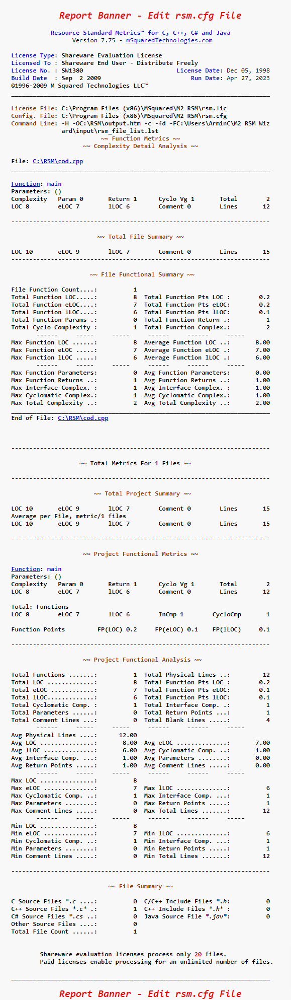 Report Banner - Edit rsm.cfg File
Resource Standard Metrics™ for C, C++, C# and Java
Version 7.75 - mSquaredTechnologies.com
License Type: Shareware Evaluation License
Licensed To : Shareware End User - Distribute Freely
License No. : SW1380                          License Date: Dec 05, 1998
Build Date  : Sep  2 2009                         Run Date: Apr 27, 2023
©1996-2009 M Squared Technologies LLC™
________________________________________________________________________
License File: C:\Program Files (x86)\MSquared\M2 RSM\rsm.lic
Config. File: C:\Program Files (x86)\MSquared\M2 RSM\rsm.cfg
Command Line: -H -OC:\RSM\output.htm -c -fd -FC:\Users\ArminC\M2 RSM Wiz
ard\input\rsm_file_list.lst
~~ Function Metrics ~~
~~ Complexity Detail Analysis ~~
File: C:\RSM\cod.cpp
________________________________________________________________________
Function: main
Parameters: ()
Complexity   Param 0       Return 1      Cyclo Vg 1       Total        2
LOC 8        eLOC 7        lLOC 6        Comment 0        Lines       12
------------------------------------------------------------------------
~~ Total File Summary ~~
LOC 10       eLOC 9        lLOC 7        Comment 0        Lines       15
------------------------------------------------------------------------
~~ File Functional Summary ~~
File Function Count....:          1
Total Function LOC.....:          8  Total Function Pts LOC :        0.2
Total Function eLOC....:          7  Total Function Pts eLOC:        0.2
Total Function lLOC....:          6  Total Function Pts lLOC:        0.1
Total Function Params .:          0  Total Function Return .:          1
Total Cyclo Complexity :          1  Total Function Complex.:          2
------     -----     -----     ------     ------     -----
Max Function LOC ......:          8  Average Function LOC ..:       8.00
Max Function eLOC .....:          7  Average Function eLOC .:       7.00
Max Function lLOC .....:          6  Average Function lLOC .:       6.00
------     -----     -----     ------     ------     -----
Max Function Parameters:          0  Avg Function Parameters:       0.00
Max Function Returns ..:          1  Avg Function Returns ..:       1.00
Max Interface Complex. :          1  Avg Interface Complex. :       1.00
Max Cyclomatic Complex.:          1  Avg Cyclomatic Complex.:       1.00
Max Total Complexity ..:          2  Avg Total Complexity ..:       2.00
________________________________________________________________________
End of File: C:\RSM\cod.cpp
------------------------------------------------------------------------
~~ Total Metrics For 1 Files ~~
------------------------------------------------------------------------
~~ Total Project Summary ~~
LOC 10       eLOC 9        lLOC 7        Comment 0        Lines       15
Average per File, metric/1 files
LOC 10       eLOC 9        lLOC 7        Comment 0        Lines       15
------------------------------------------------------------------------
~~ Project Functional Metrics ~~
Function: main
Parameters: ()
Complexity   Param 0       Return 1      Cyclo Vg 1       Total        2
LOC 8        eLOC 7        lLOC 6        Comment 0        Lines       12
Total: Functions
LOC 8        eLOC 7        lLOC 6        InCmp 1        CycloCmp       1
Function Points         FP(LOC) 0.2     FP(eLOC) 0.1    FP(lLOC)     0.1
------------------------------------------------------------------------
~~ Project Functional Analysis ~~
Total Functions .......:          1  Total Physical Lines ..:         12
Total LOC .............:          8  Total Function Pts LOC :        0.2
Total eLOC ............:          7  Total Function Pts eLOC:        0.1
Total lLOC.............:          6  Total Function Pts lLOC:        0.1
Total Cyclomatic Comp. :          1  Total Interface Comp. .:          1
Total Parameters ......:          0  Total Return Points ...:          1
Total Comment Lines ...:          0  Total Blank Lines .....:          4
------     -----     -----     ------     ------     -----
Avg Physical Lines ....:      12.00
Avg LOC ...............:       8.00  Avg eLOC ..............:       7.00
Avg lLOC ..............:       6.00  Avg Cyclomatic Comp. ..:       1.00
Avg Interface Comp. ...:       1.00  Avg Parameters ........:       0.00
Avg Return Points .....:       1.00  Avg Comment Lines .....:       0.00
------     -----     -----     ------     ------     -----
Max LOC ...............:          8
Max eLOC ..............:          7  Max lLOC ..............:          6
Max Cyclomatic Comp. ..:          1  Max Interface Comp. ...:          1
Max Parameters ........:          0  Max Return Points .....:          1
Max Comment Lines .....:          0  Max Total Lines .......:         12
------     -----     -----     ------     ------     -----
Min LOC ...............:          8
Min eLOC ..............:          7  Min lLOC ..............:          6
Min Cyclomatic Comp. ..:          1  Min Interface Comp. ...:          1
Min Parameters ........:          0  Min Return Points .....:          1
Min Comment Lines .....:          0  Min Total Lines .......:         12
------------------------------------------------------------------------
~~ File Summary ~~
C Source Files *.c ....:          0  C/C++ Include Files *.h:          0
C++ Source Files *.c* .:          1  C++ Include Files *.h* :          0
C# Source Files *.cs ..:          0  Java Source File *.jav*:          0
Other Source Files ....:          0
Total File Count ......:          1
Shareware evaluation licenses process only 20 files.
Paid licenses enable processing for an unlimited number of files.
________________________________________________________________________
Report Banner - Edit rsm.cfg File